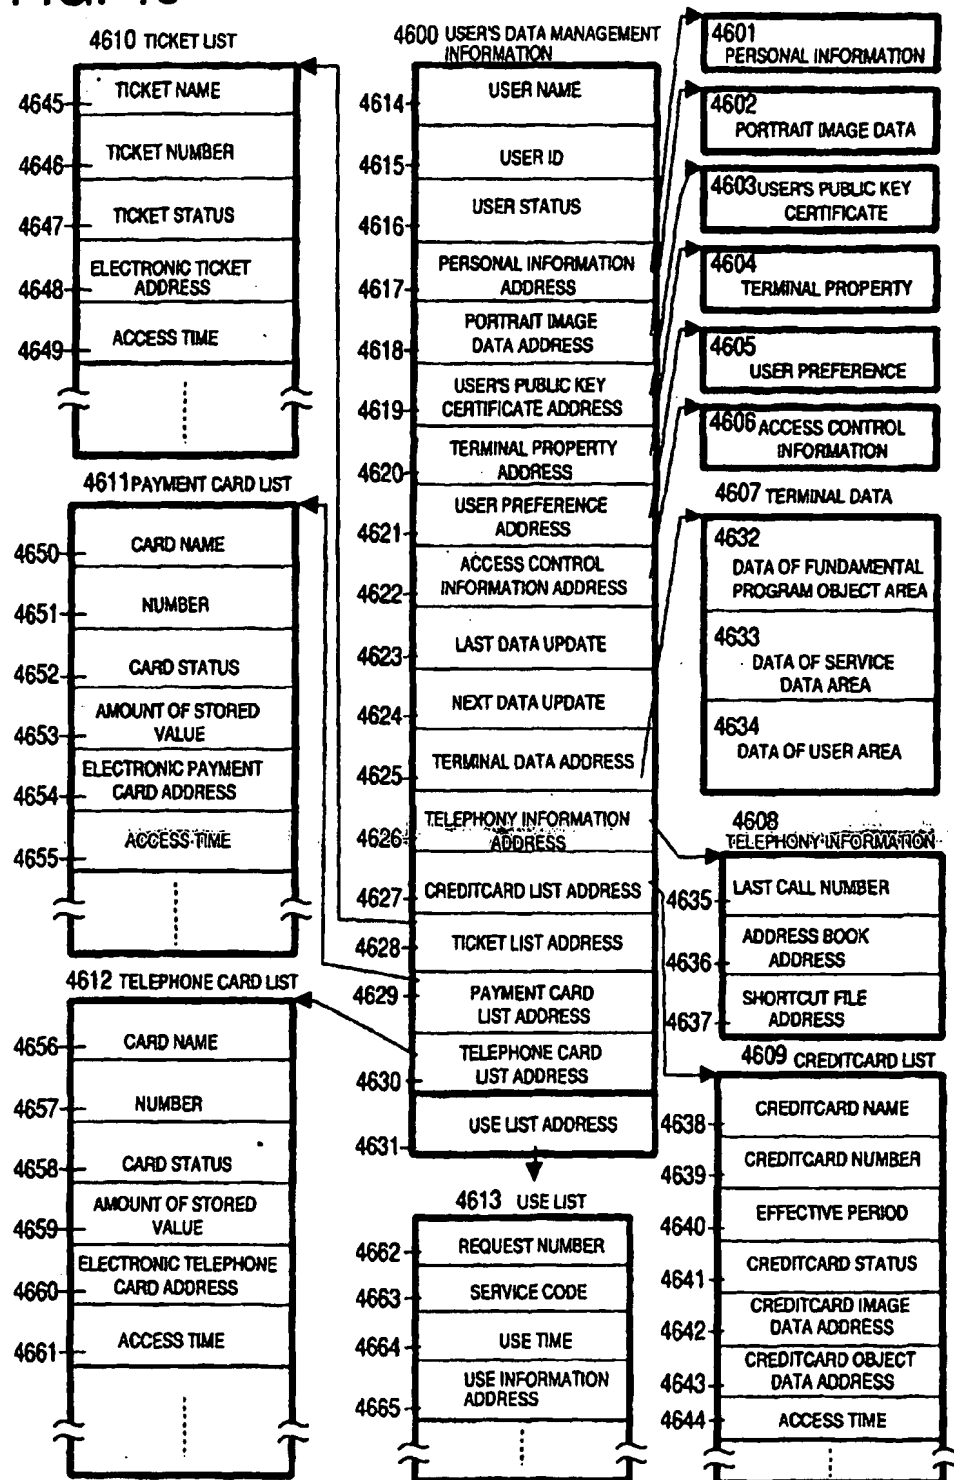 4610 TICKET LIST
4645
TICKET NAME
4646
TICKET NUMBER
4647
TICKET STATUS
4648
ELECTRONIC TICKET
ADDRESS
4649
ACCESS TIME
4611 PAYMENT CARD LIST
4650
CARD NAME
4651
NUMBER
4652
CARD STATUS
4653
AMOUNT OF STORED
VALUE
4654
ELECTRONIC PAYMENT
CARD ADDRESS
4655
ACCESS TIME
4612 TELEPHONE CARD LIST
4656
CARD NAME
4657
NUMBER
4658
CARD STATUS
4659
AMOUNT OF STORED
VALUE
4660
ELECTRONIC TELEPHONE
CARD ADDRESS
4661
ACCESS TIME
4600 USER'S DATA MANAGEMENT
INFORMATION
4614
USER NAME
4615
USER ID
4616
USER STATUS
4617
PERSONAL INFORMATION
ADDRESS
4618
PORTRAIT IMAGE
DATA ADDRESS
4619
USER'S PUBLIC KEY
CERTIFICATE ADDRESS
4620
TERMINAL PROPERTY
ADDRESS
4621
USER PREFERENCE
ADDRESS
4622
ACCESS CONTROL
INFORMATION ADDRESS
4623
LAST DATA UPDATE
4624
NEXT DATA UPDATE
4625
TERMINAL DATA ADDRESS
4626
TELEPHONY INFORMATION
ADDRESS
4627
CREDITCARD LIST ADDRESS
4628
TICKET LIST ADDRESS
4629
PAYMENT CARD
LIST ADDRESS
4630
TELEPHONE CARD
LIST ADDRESS
4631
USE LIST ADDRESS
4613 USE LIST
4662
REQUEST NUMBER
4663
SERVICE CODE
4664
USE TIME
4665
USE INFORMATION
ADDRESS
4601
PERSONAL INFORMATION
4602
PORTRAIT IMAGE DATA
4603 USER'S PUBLIC KEY
CERTIFICATE
4604
TERMINAL PROPERTY
4605
USER PREFERENCE
4606 ACCESS CONTROL
INFORMATION
4607 TERMINAL DATA
4632
DATA OF FUNDAMENTAL
PROGRAM OBJECT AREA
4633
DATA OF SERVICE
DATA AREA
4634
DATA OF USER AREA
4608
TELEPHONY INFORMATION
4635
LAST CALL NUMBER
4636
ADDRESS BOOK
ADDRESS
4637
SHORTCUT FILE
ADDRESS
4609 CREDITCARD LIST
4638
CREDITCARD NAME
4639
CREDITCARD NUMBER
4640
EFFECTIVE PERIOD
4641
CREDITCARD STATUS
4642
CREDITCARD IMAGE
DATA ADDRESS
4643
CREDITCARD OBJECT
DATA ADDRESS
4644
ACCESS TIME